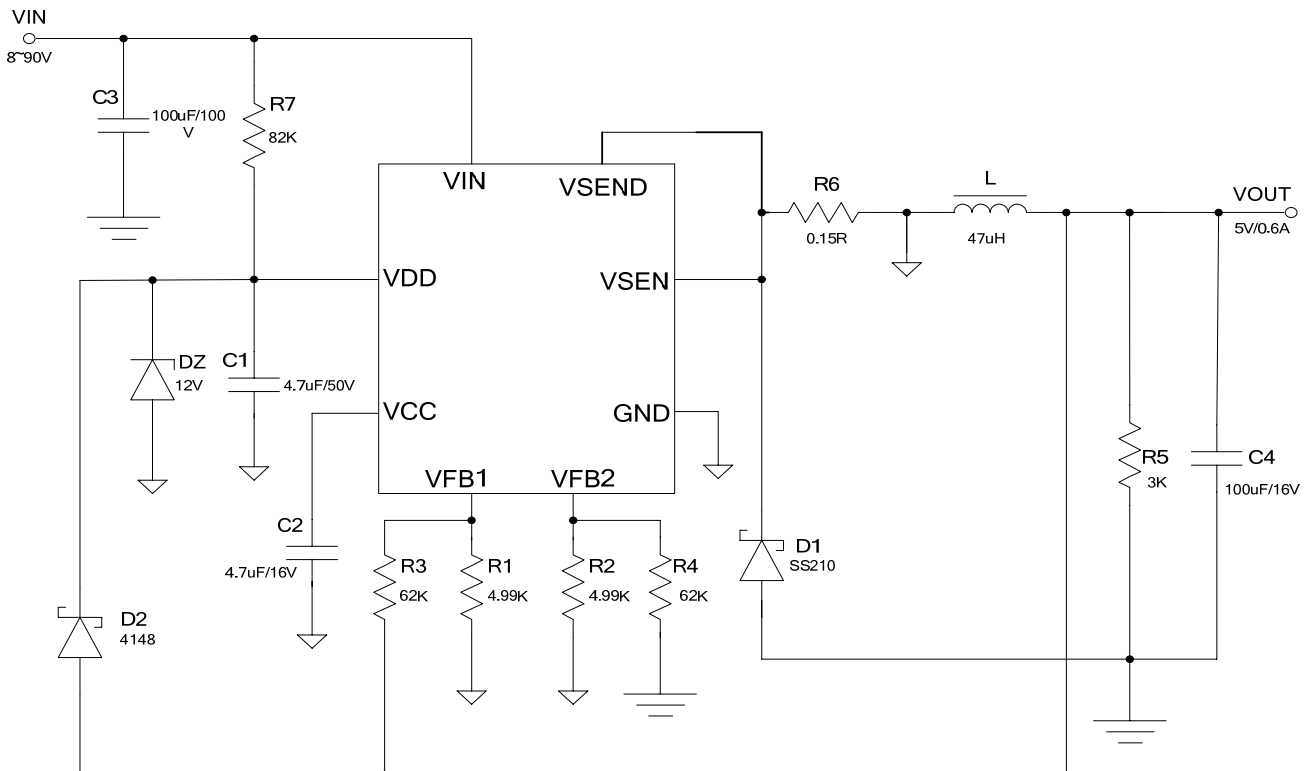 VIN
8~90V
C3
100uF/100
V
R7
82K
VIN
VSEND
R6
0.15R
L
47uH
VOUT
5V/0.6A
VDD
VSEN
DZ
12V
C1
4.7uF/50V
VCC
GND
R5
3K
C4
100uF/16V
VFB1
VFB2
C2
4.7uF/16V
R3
62K
R1
4.99K
R2
4.99K
R4
62K
D1
SS210
D2
4148